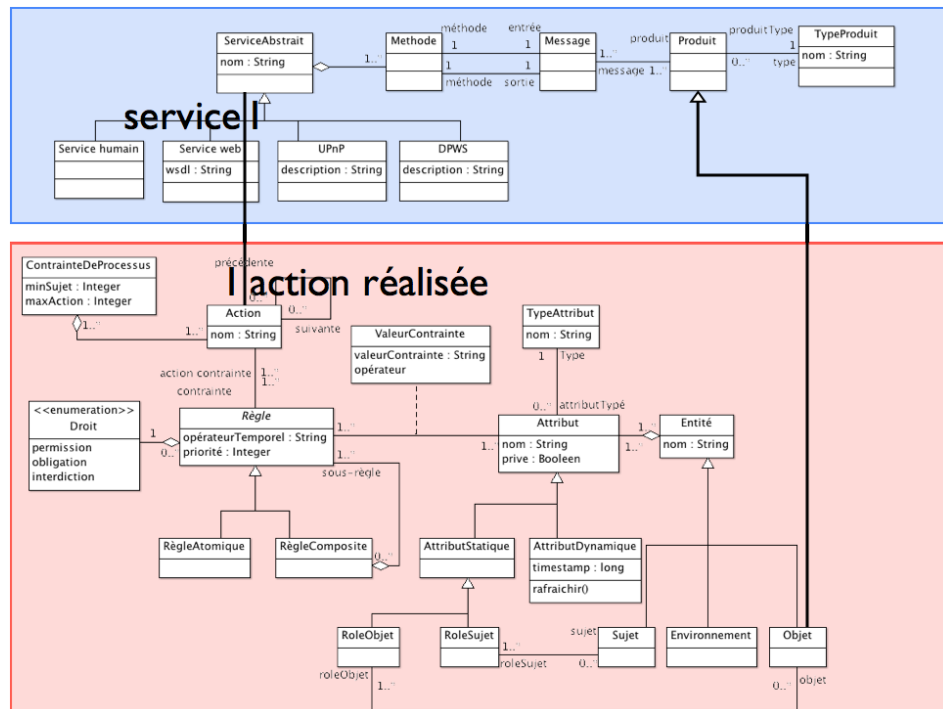 ServiceAbstrait
nom : String
1..*
Methode
méthode
1
entrée
1
1
méthode
1
sortie
Message
1..*
produit
message 1..*
Produit
produitType
0..*
1
type
TypeProduit
nom : String
service 1
Service humain
Service web
wsdl : String
UPnP
description : String
DPWS
description : String
ContrainteDeProcessus
minSujet : Integer
maxAction : Integer
1..*
1..*
précédente
0..*
1 action réalisée
0..*
suivante
Action
nom : String
action contrainte
1..*
1..*
contrainte
ValeurContrainte
valeurContrainte : String
opérateur
TypeAttribut
nom : String
1
Type
0..*
attributTypé
<<enumeration>>
Droit
permission
obligation
interdiction
1
0..*
Règle
opérateurTemporel : String
priorité : Integer
1..*
1..*
sous-règle
1..*
Attribut
nom : String
prive : Booleen
1..*
1..*
Entité
nom : String
RègleAtomique
RègleComposite
0..*
AttributStatique
AttributDynamique
timestamp : long
rafraichir()
RoleObjet
roleObjet
1..*
RoleSujet
1..*
roleSujet
sujet
0..*
Sujet
Environnement
Objet
0..*
objet